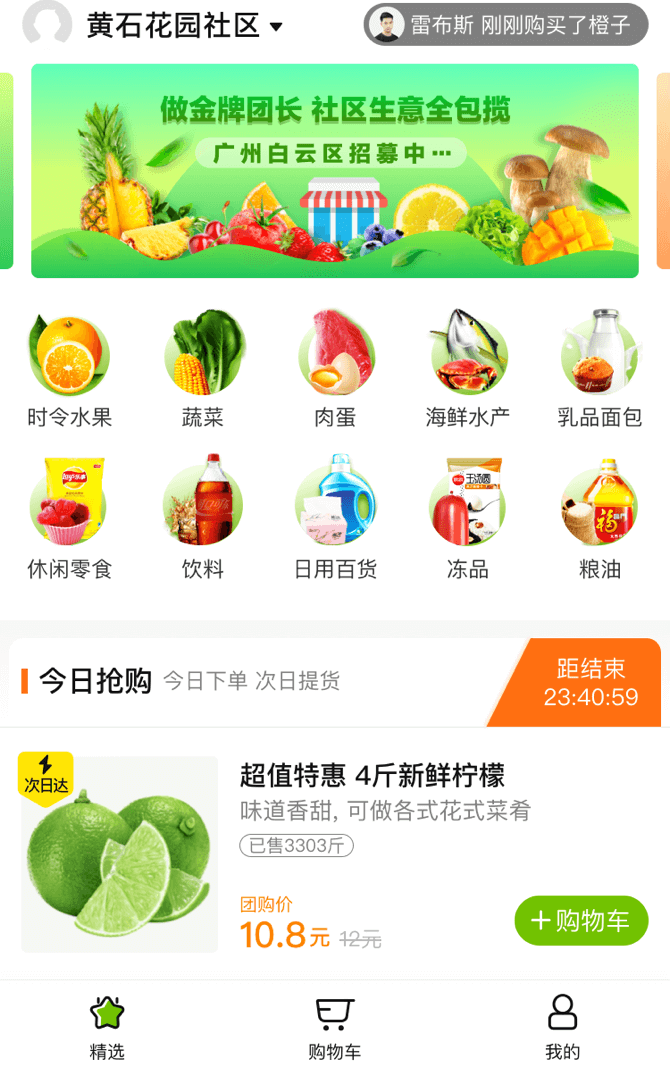 黄石花园社区
雷布斯 刚刚购买了橙子
做金牌团长 社区生意全包揽
广州白云区招募中…
时令水果
蔬菜
肉蛋
海鲜水产
乳品面包
福
休闲零食
饮料
日用百货
冻品
粮油
今日抢购
今日下单 次日提货
距结束
23:40:59
次日达
超值特惠 4斤新鲜柠檬
味道香甜, 可做各式花式菜肴
已售3303斤
团购价
10.8元 12元
+购物车
精选
购物车
我的